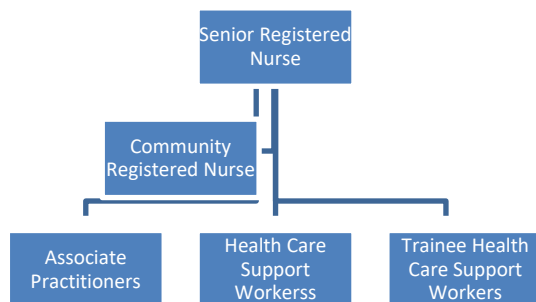 Senior Registered
Nurse
Community
Registered Nurse
Associate
Practitioners
Health Care
Support
Workerss
Trainee Health
Care Support
Workers